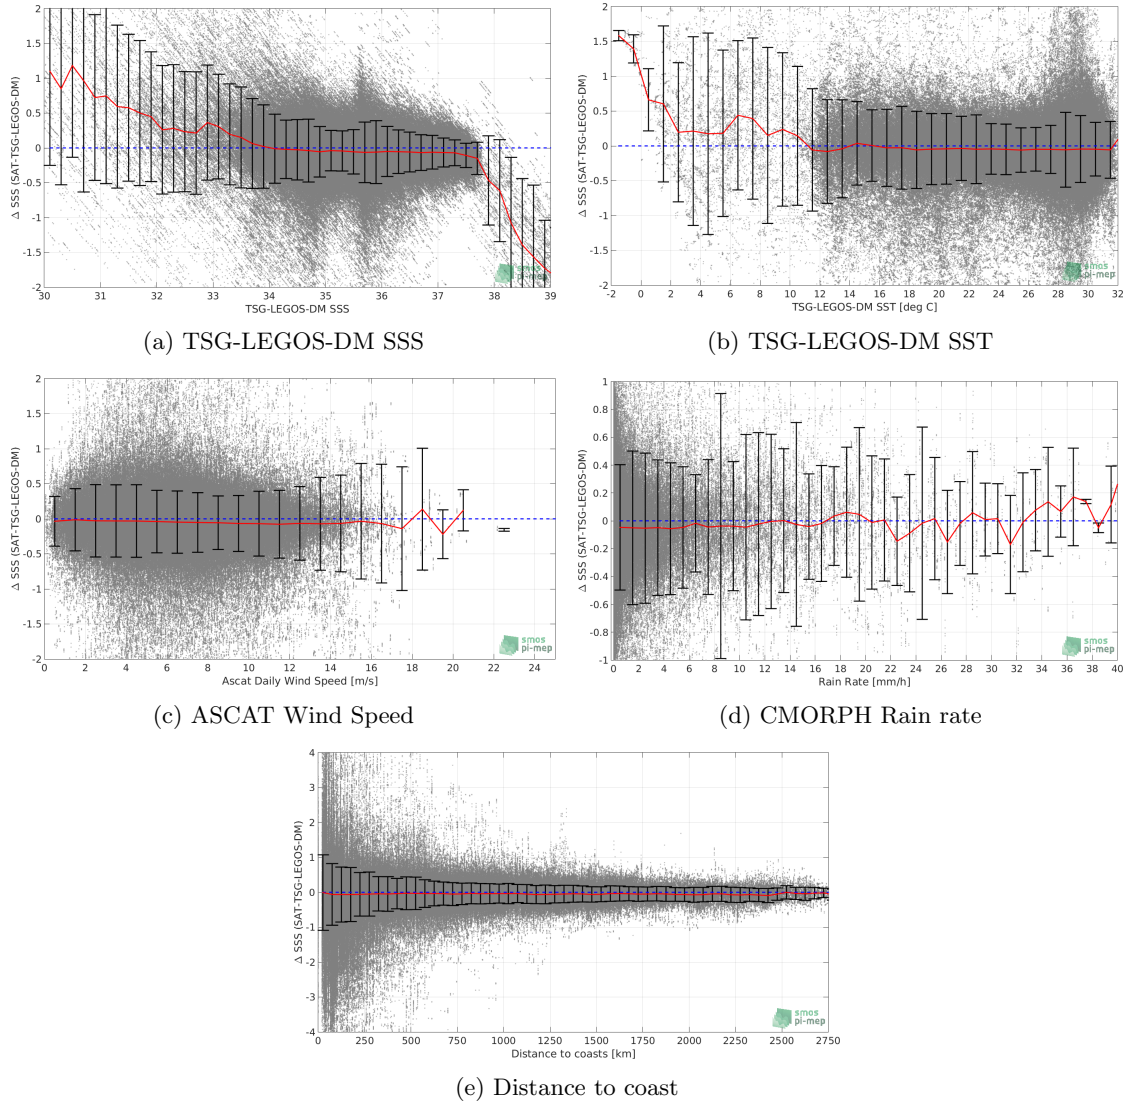 2
1.5
1
0.5
0
-0.5
-1
-1.5
-2
Δ SSS (SAT-TSG-LEGOS-DM)
30 31 32 33 34 35 36 37 38 39
TSG-LEGOS-DM SSS
smos
pi-mep
(a) TSG-LEGOS-DM SSS
2
1.5
1
0.5
0
-0.5
-1
-1.5
-2
Δ SSS (SAT-TSG-LEGOS-DM)
-2 0 2 4 6 8 10 12 14 16 18 20 22 24 26 28 30 32
TSG-LEGOS-DM SST [deg C]
smos
pi-mep
(b) TSG-LEGOS-DM SST
2
1.5
1
0.5
0
-0.5
-1
-1.5
-2
Δ SSS (SAT-TSG-LEGOS-DM)
0 2 4 6 8 10 12 14 16 18 20 22 24
Ascat Daily Wind Speed [m/s]
smos
pi-mep
(c) ASCAT Wind Speed
1
0.8
0.6
0.4
0.2
0
-0.2
-0.4
-0.6
-0.8
-1
Δ SSS (SAT-TSG-LEGOS-DM)
0 2 4 6 8 10 12 14 16 18 20 22 24 26 28 30 32 34 36 38 40
Rain Rate [mm/h]
smos
pi-mep
(d) CMORPH Rain rate
4
3
2
1
0
-1
-2
-3
-4
Δ SSS (SAT-TSG-LEGOS-DM)
0 250 500 750 1000 1250 1500 1750 2000 2250 2500 2750
Distance to coasts [km]
smos
pi-mep
(e) Distance to coast